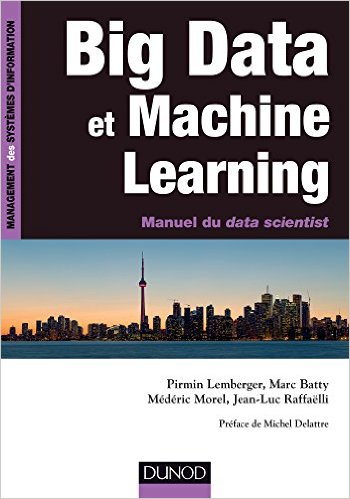 MANAGEMENT des SYSTÈMES D'INFORMATION
Big Data
et Machine
Learning
Manuel du data scientist
Pirmin Lemberger, Marc Batty
Médéric Morel, Jean-Luc Raffaëlli
Préface de Michel Delattre
DUNOD